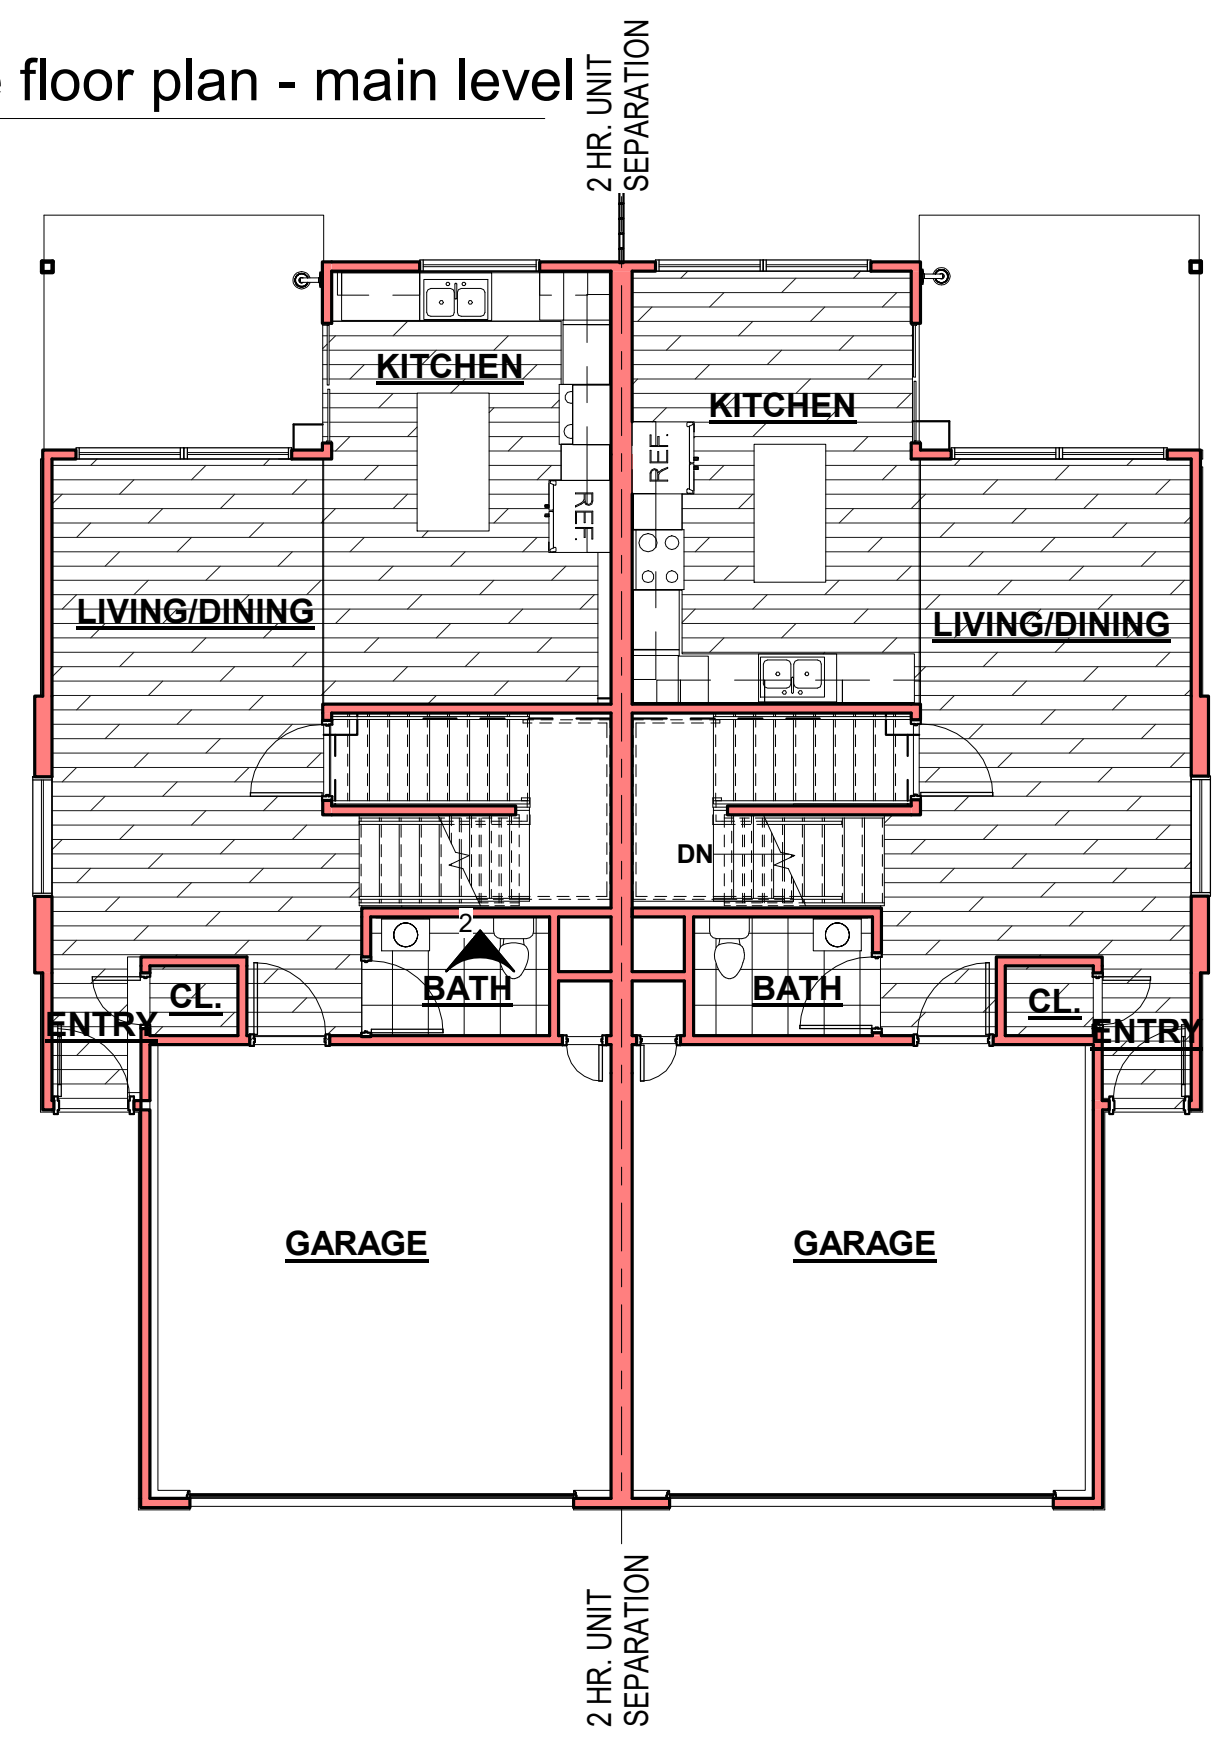 floor plan - main level
2 HR. UNIT
SEPARATION
KITCHEN
KITCHEN
REF.
REF.
LIVING/DINING
LIVING/DINING
DN
2
BATH
BATH
CL.
CL.
ENTRY
ENTRY
GARAGE
GARAGE
2 HR. UNIT
SEPARATION